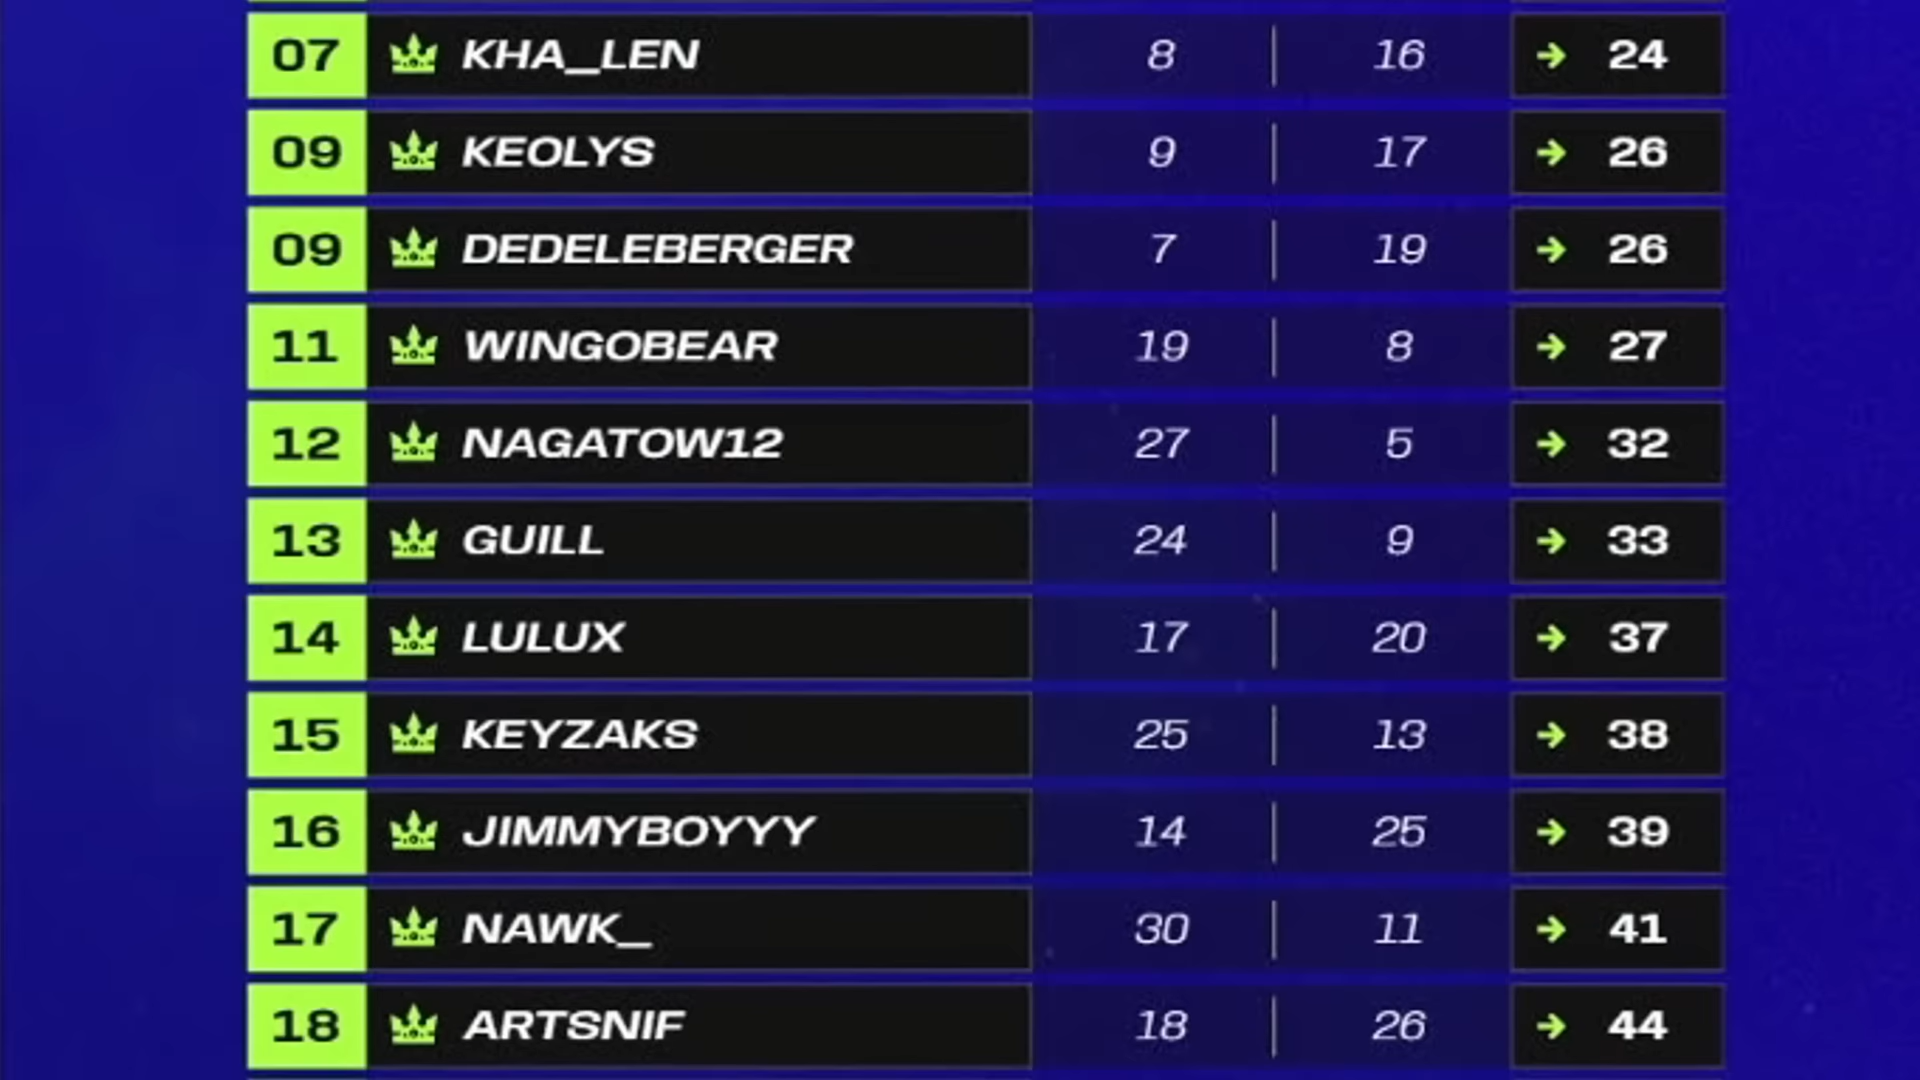 07 KHA_LEN 8 | 16 → 24
09 KEOLYS 9 | 17 → 26
09 DEDELEBERGER 7 | 19 → 26
11 WINGOBEAR 19 | 8 → 27
12 NAGATOW12 27 | 5 → 32
13 GUILL 24 | 9 → 33
14 LULUX 17 | 20 → 37
15 KEYZAKS 25 | 13 → 38
16 JIMMYBOYYY 14 | 25 → 39
17 NAWK_ 30 | 11 → 41
18 ARTSNIF 18 | 26 → 44